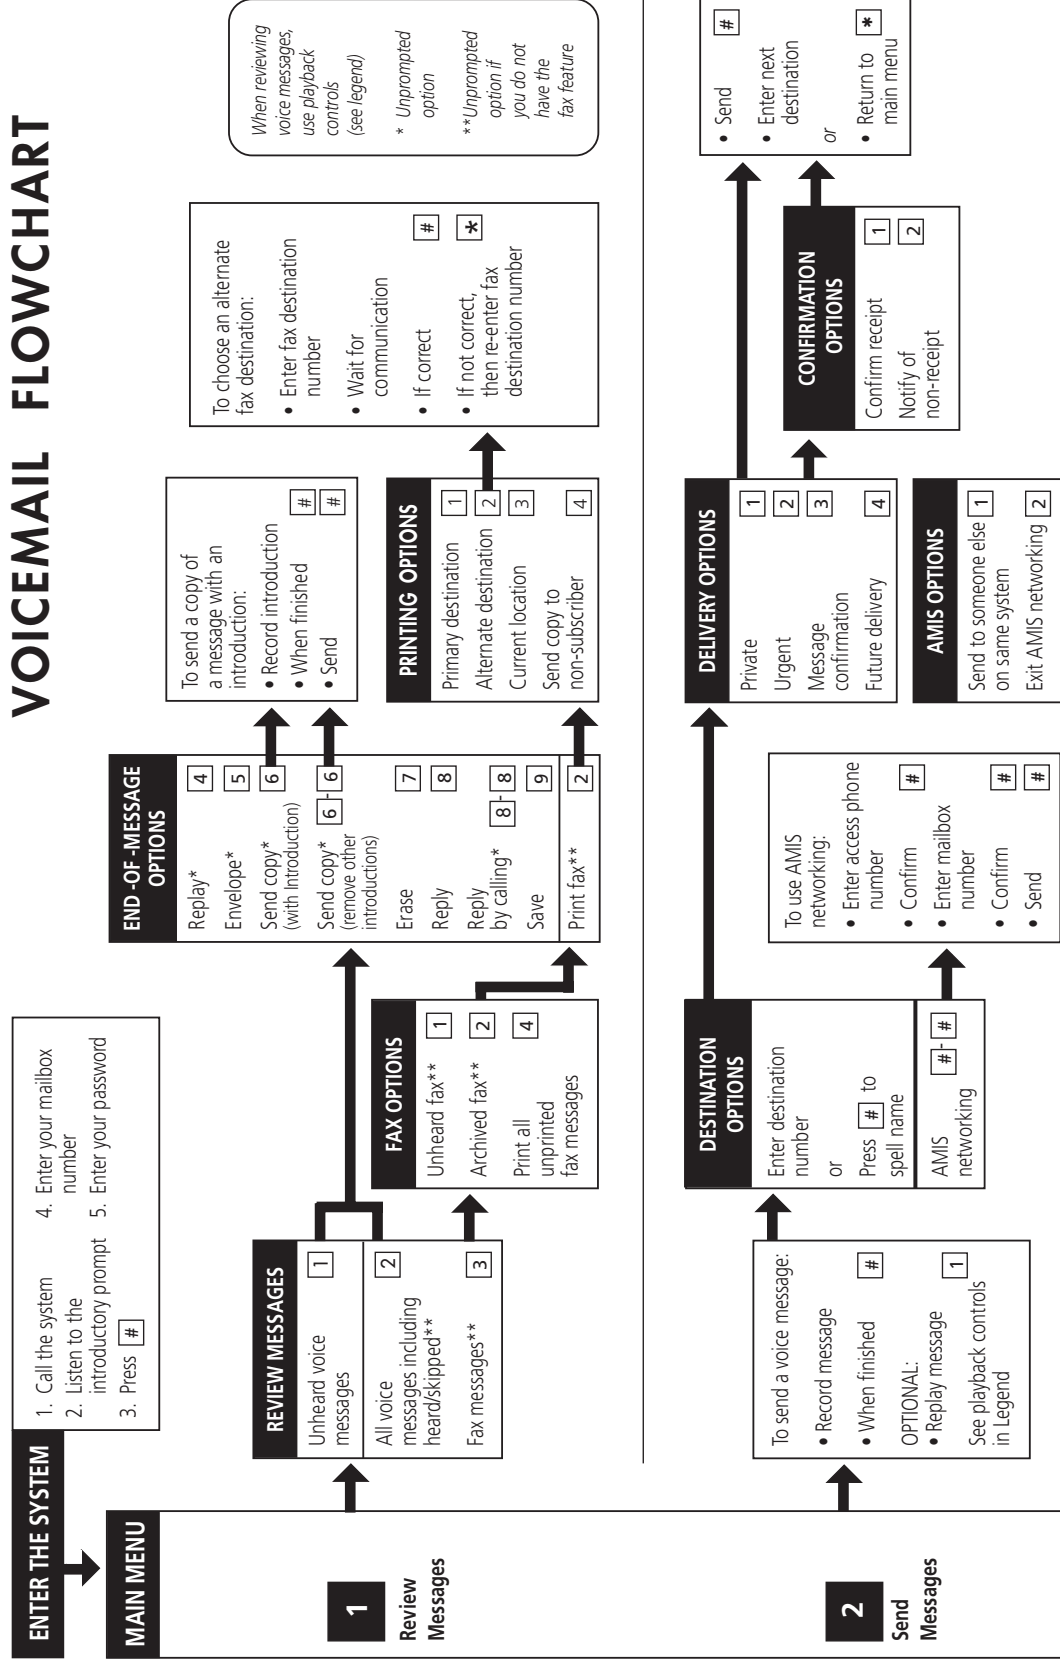 VOICEMAIL FLOWCHART
ENTER THE SYSTEM
1. Call the system
2. Listen to the
introductory prompt
3. Press #
4. Enter your mailbox
number
5. Enter your password
MAIN MENU
1
Review
Messages
REVIEW MESSAGES
Unheard voice
messages 1
All voice 2
messages including
heard/skipped**
Fax messages** 3
FAX OPTIONS
Unheard fax** 1
Archived fax** 2
Print all 4
unprinted
fax messages
END -OF -MESSAGE
OPTIONS
Replay* 4
Envelope* 5
Send copy* 6
(with Introduction)
Send copy* 6 - 6
(remove other
introductions)
Erase 7
Reply 8
Reply
by calling* 8 - 8
Save 9
Print fax** 2
To send a copy of
a message with an
introduction:
• Record introduction
• When finished #
• Send #
PRINTING OPTIONS
Primary destination 1
Alternate destination 2
Current location 3
Send copy to
non-subscriber 4
To choose an alternate
fax destination:
• Enter fax destination
number
• Wait for
communication
• If correct #
• If not correct, *
then re-enter fax
destination number
When reviewing
voice messages,
use playback
controls
(see legend)
* Unprompted
option
**Unprompted
option if
you do not
have the
fax feature
2
Send
Messages
To send a voice message:
• Record message
• When finished #
OPTIONAL:
• Replay message 1
See playback controls
in Legend
DESTINATION
OPTIONS
Enter destination
number
or
Press # to
spell name
AMIS # - #
networking
To use AMIS
networking:
• Enter access phone
number
• Confirm #
• Enter mailbox
number
• Confirm #
• Send #
DELIVERY OPTIONS
Private 1
Urgent 2
Message 3
confirmation
Future delivery 4
AMIS OPTIONS
Send to someone else 1
on same system
Exit AMIS networking 2
CONFIRMATION
OPTIONS
Confirm receipt 1
Notify of 2
non-receipt
• Send #
• Enter next
destination
or
• Return to *
main menu